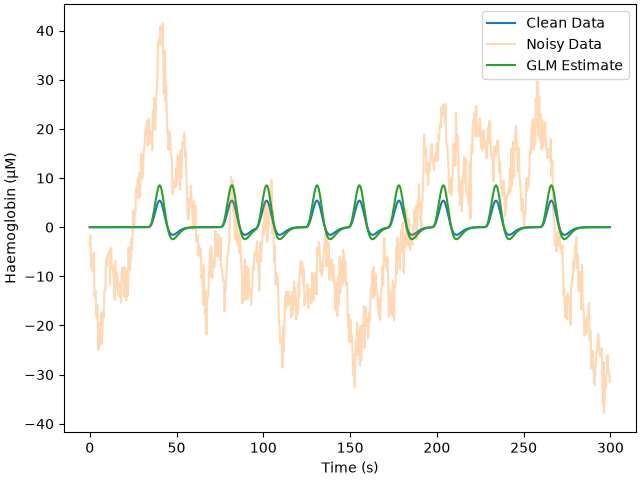 Clean Data
Noisy Data
GLM Estimate
Haemoglobin (μM)
40
30
20
10
0
−10
−20
−30
−40
0 50 100 150 200 250 300
Time (s)